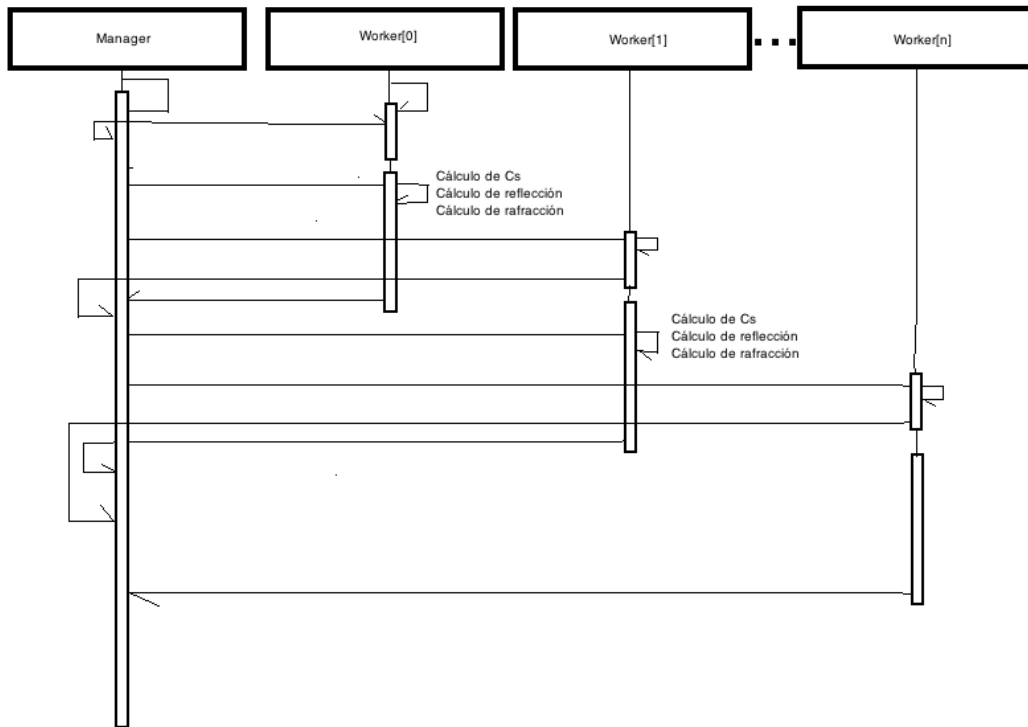 Manager
Worker[0]
Worker[1]
Worker[n]
Cálculo de Cs
Cálculo de reflección
Cálculo de rafracción
Cálculo de Cs
Cálculo de reflección
Cálculo de rafracción